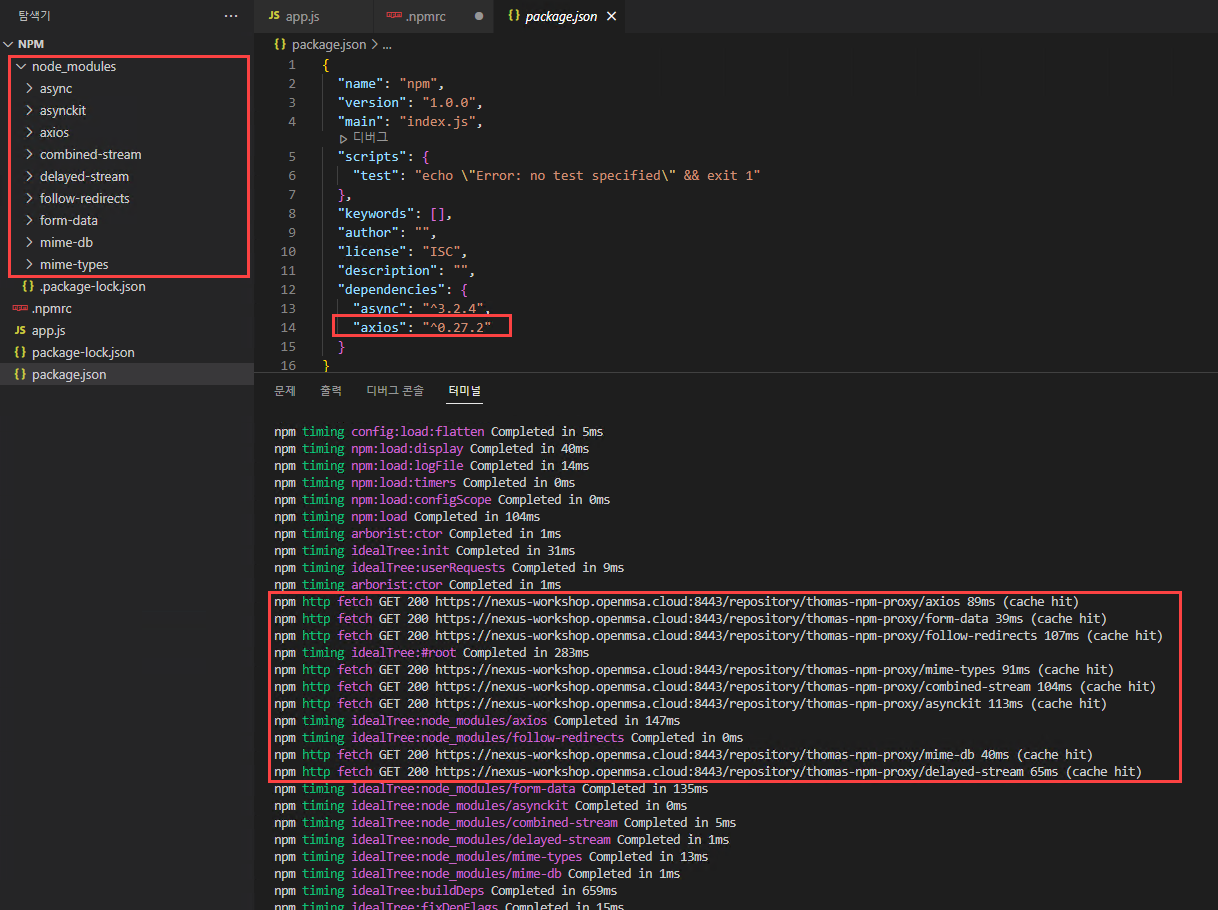 탐색기 ···
NPM
node_modules
async
asynckit
axios
combined-stream
delayed-stream
follow-redirects
form-data
mime-db
mime-types
{} .package-lock.json
npm .npmrc
JS app.js
{} package-lock.json
{} package.json
JS app.js
npm .npmrc ●
{} package.json ×
{} package.json > ...
1 {
2 "name": "npm",
3 "version": "1.0.0",
4 "main": "index.js",
▷ 디버그
5 "scripts": {
6 "test": "echo \"Error: no test specified\" && exit 1"
7 },
8 "keywords": [],
9 "author": "",
10 "license": "ISC",
11 "description": "",
12 "dependencies": {
13 "async": "^3.2.4",
14 "axios": "^0.27.2"
15 }
16 }
문제 출력 디버그 콘솔 터미널
npm timing config:load:flatten Completed in 5ms
npm timing npm:load:display Completed in 40ms
npm timing npm:load:logFile Completed in 14ms
npm timing npm:load:timers Completed in 0ms
npm timing npm:load:configScope Completed in 0ms
npm timing npm:load Completed in 104ms
npm timing arborist:ctor Completed in 1ms
npm timing idealTree:init Completed in 31ms
npm timing idealTree:userRequests Completed in 9ms
npm timing arborist:ctor Completed in 1ms
npm http fetch GET 200 https://nexus-workshop.openmsa.cloud:8443/repository/thomas-npm-proxy/axios 89ms (cache hit)
npm http fetch GET 200 https://nexus-workshop.openmsa.cloud:8443/repository/thomas-npm-proxy/form-data 39ms (cache hit)
npm http fetch GET 200 https://nexus-workshop.openmsa.cloud:8443/repository/thomas-npm-proxy/follow-redirects 107ms (cache hit)
npm timing idealTree:#root Completed in 283ms
npm http fetch GET 200 https://nexus-workshop.openmsa.cloud:8443/repository/thomas-npm-proxy/mime-types 91ms (cache hit)
npm http fetch GET 200 https://nexus-workshop.openmsa.cloud:8443/repository/thomas-npm-proxy/combined-stream 104ms (cache hit)
npm http fetch GET 200 https://nexus-workshop.openmsa.cloud:8443/repository/thomas-npm-proxy/asynckit 113ms (cache hit)
npm timing idealTree:node_modules/axios Completed in 147ms
npm timing idealTree:node_modules/follow-redirects Completed in 0ms
npm http fetch GET 200 https://nexus-workshop.openmsa.cloud:8443/repository/thomas-npm-proxy/mime-db 40ms (cache hit)
npm http fetch GET 200 https://nexus-workshop.openmsa.cloud:8443/repository/thomas-npm-proxy/delayed-stream 65ms (cache hit)
npm timing idealTree:node_modules/form-data Completed in 135ms
npm timing idealTree:node_modules/asynckit Completed in 0ms
npm timing idealTree:node_modules/combined-stream Completed in 5ms
npm timing idealTree:node_modules/delayed-stream Completed in 1ms
npm timing idealTree:node_modules/mime-types Completed in 13ms
npm timing idealTree:node_modules/mime-db Completed in 1ms
npm timing idealTree:buildDeps Completed in 659ms
npm timing idealTree:fixDepFlags Completed in 15ms